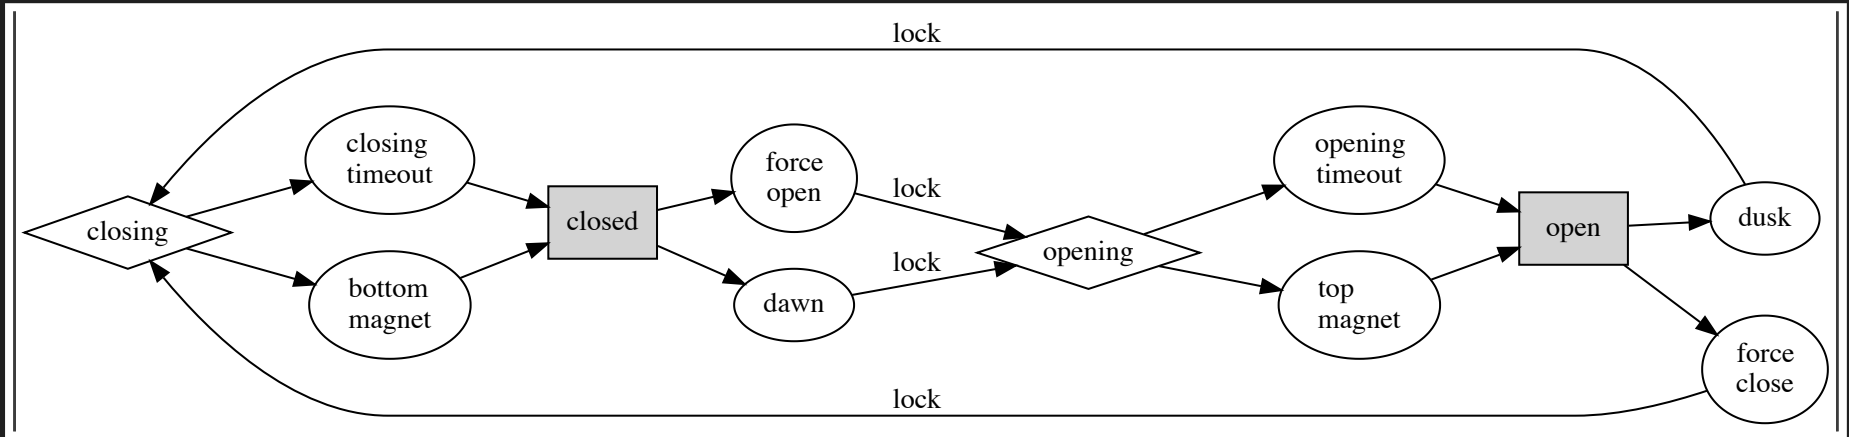 lock
closing
closing
timeout
bottom
magnet
closed
force
open
dawn
lock
lock
opening
opening
timeout
top
magnet
open
dusk
force
close
lock